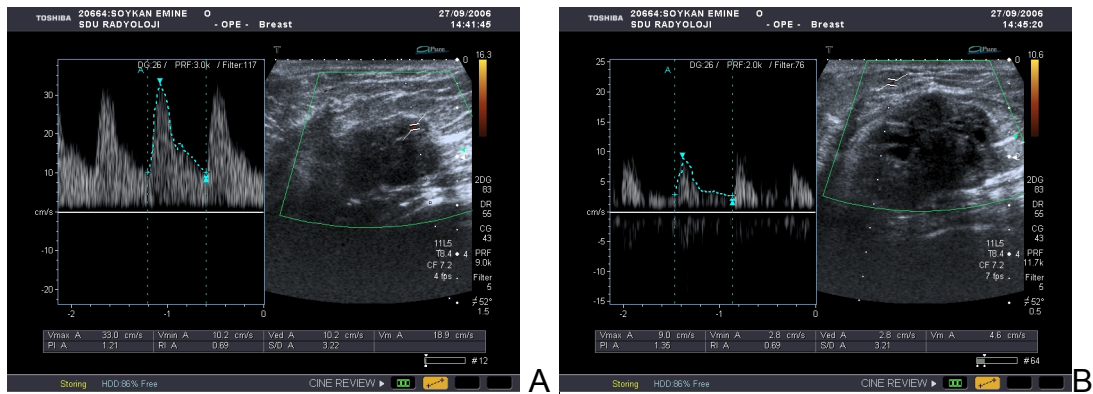 TOSHIBA
20664:SOYKAN EMINE O
27/09/2006
SDU RADYOLOJI
- OPE - Breast
14:41:45
T
Pure
16.3
0
A
DG:26 / PRF:3.0k / Filter:117
30
20
10
cm/s
-10
-20
-2
-1
0
2DG
83
DR
55
CG
43
PRF
9.0k
Filter
5
52°
1.5
11L5
T8.4
4
CF 7.2
4 fps
Vmax A 33.0 cm/s
Vmin A 10.2 cm/s
Ved A 10.2 cm/s
Vm A 18.9 cm/s
PI A 1.21
RI A 0.69
S/D A 3.22
#12
Storing
HDD:86% Free
CINE REVIEW
A
TOSHIBA
20664:SOYKAN EMINE O
27/09/2006
SDU RADYOLOJI
- OPE - Breast
14:45:20
T
Pure
10.6
0
A
DG:26 / PRF:2.0k / Filter:76
25
20
15
10
5
cm/s
-5
-10
-15
-2
-1
0
2DG
83
DR
55
CG
43
PRF
11.7k
Filter
5
52°
0.5
11L5
T8.4
4
CF 7.2
7 fps
Vmax A 9.0 cm/s
Vmin A 2.8 cm/s
Ved A 2.8 cm/s
Vm A 4.6 cm/s
PI A 1.35
RI A 0.69
S/D A 3.21
#64
Storing
HDD:86% Free
CINE REVIEW
B